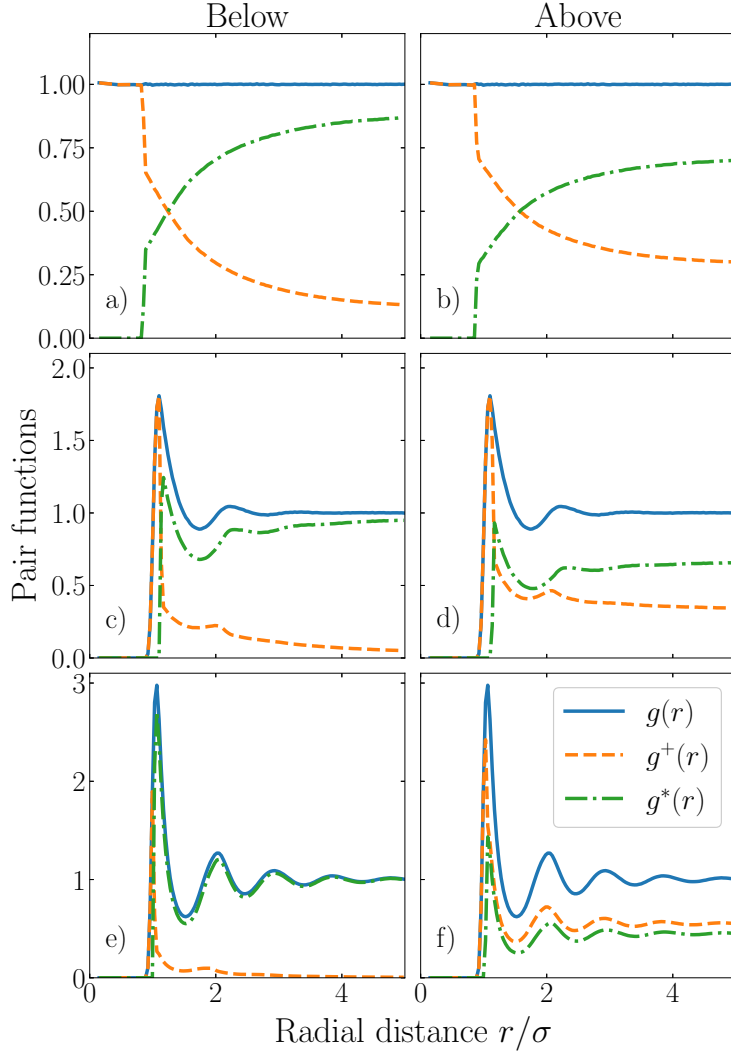 Below Above
1.00
0.75
0.50
0.25
0.00
a) b)
2.0
1.5
1.0
0.5
0.0
c) d)
Pair functions
3
2
1
0
e) f)
g(r)
g⁺(r)
g*(r)
0 2 4 0 2 4
Radial distance r/σ